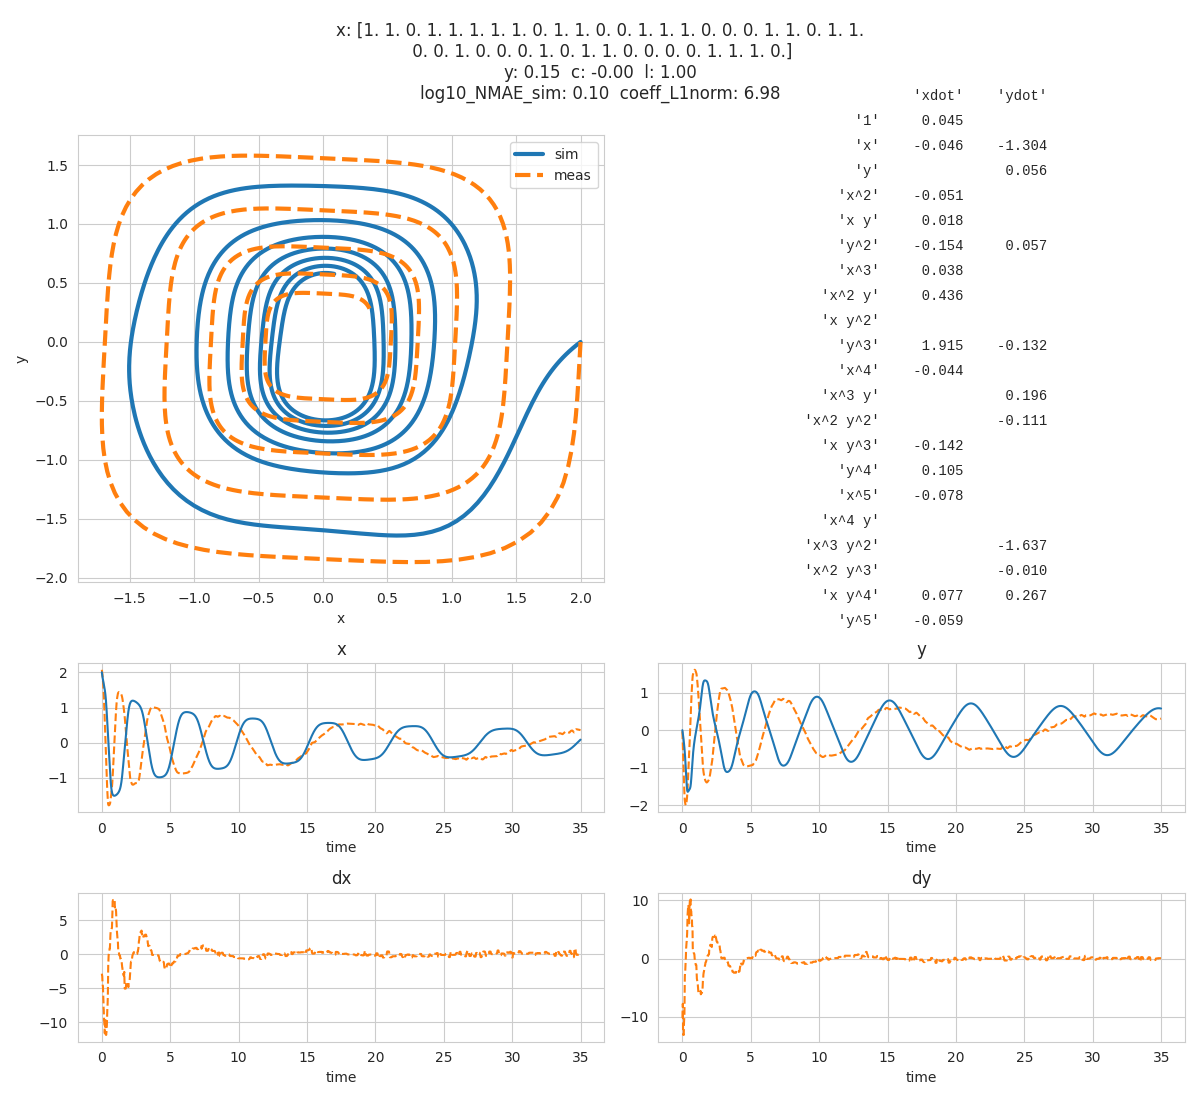 x: [1. 1. 0. 1. 1. 1. 1. 1. 0. 1. 1. 0. 0. 1. 1. 1. 0. 0. 0. 1. 1. 0. 1. 1.
0. 0. 1. 0. 0. 0. 1. 0. 1. 1. 0. 0. 0. 0. 1. 1. 1. 0.]
y: 0.15  c: -0.00  l: 1.00
log10_NMAE_sim: 0.10  coeff_L1norm: 6.98
'xdot' 'ydot'
'1' 0.045
'x' -0.046 -1.304
'y' 0.056
'x^2' -0.051
'x y' 0.018
'y^2' -0.154 0.057
'x^3' 0.038
'x^2 y' 0.436
'x y^2'
'y^3' 1.915 -0.132
'x^4' -0.044
'x^3 y' 0.196
'x^2 y^2' -0.111
'x y^3' -0.142
'y^4' 0.105
'x^5' -0.078
'x^4 y'
'x^3 y^2' -1.637
'x^2 y^3' -0.010
'x y^4' 0.077 0.267
'y^5' -0.059
sim
meas
1.5
1.0
0.5
0.0
−0.5
−1.0
−1.5
−2.0
y
−1.5 −1.0 −0.5 0.0 0.5 1.0 1.5 2.0
x
x
2
1
0
−1
0 5 10 15 20 25 30 35
time
y
1
0
−1
−2
0 5 10 15 20 25 30 35
time
dx
5
0
−5
−10
0 5 10 15 20 25 30 35
time
dy
10
0
−10
0 5 10 15 20 25 30 35
time